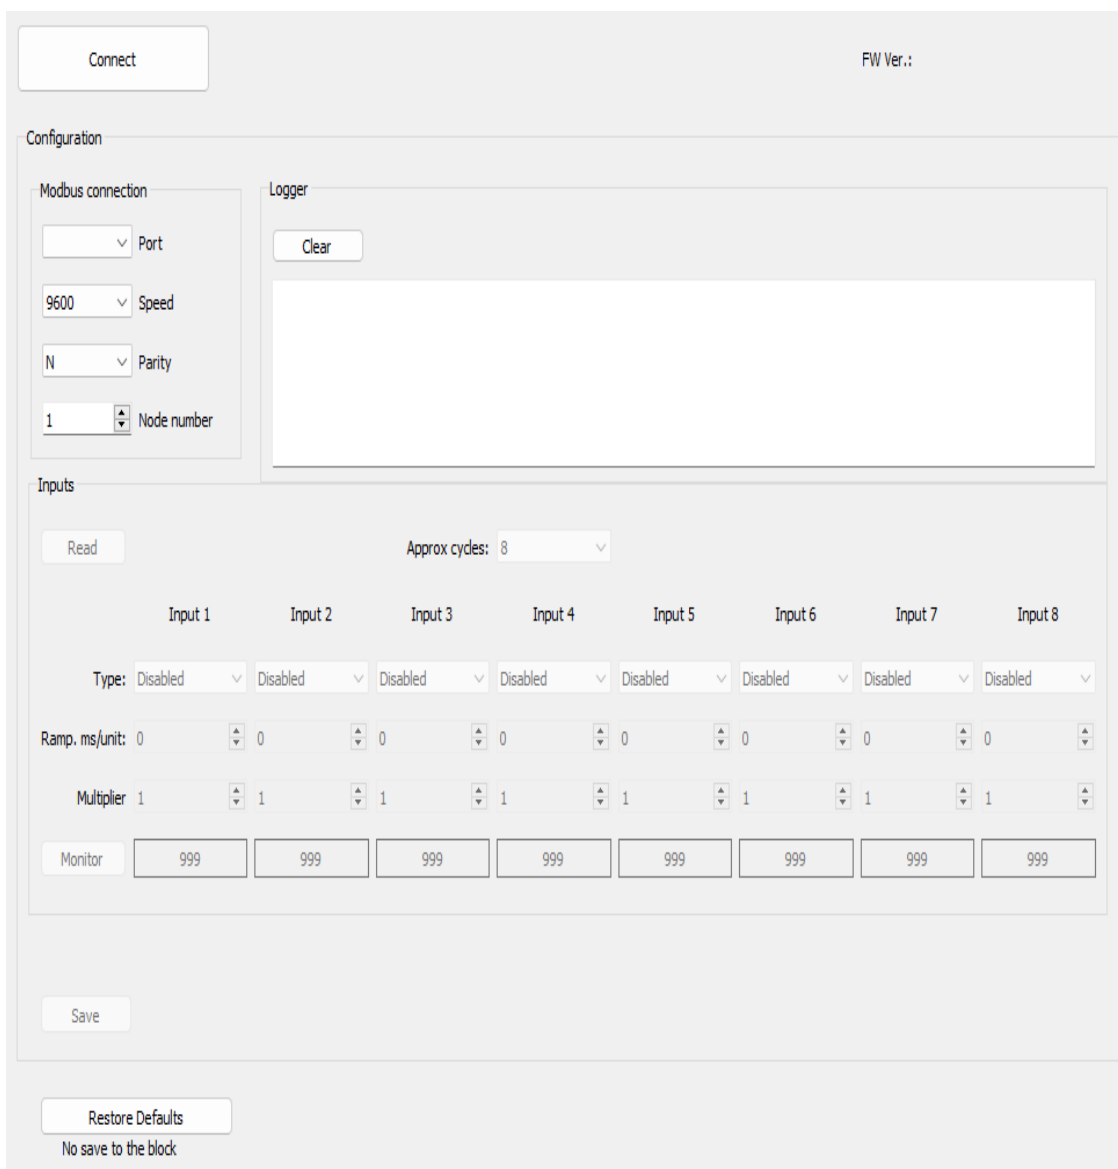 Connect FW Ver.:
Configuration
Modbus connection
Port
9600 Speed
N Parity
1 Node number
Logger
Clear
Inputs
Read Approx cycles: 8
Input 1 Input 2 Input 3 Input 4 Input 5 Input 6 Input 7 Input 8
Type: Disabled Disabled Disabled Disabled Disabled Disabled Disabled Disabled
Ramp. ms/unit: 0 0 0 0 0 0 0 0
Multiplier 1 1 1 1 1 1 1 1
Monitor 999 999 999 999 999 999 999 999
Save
Restore Defaults
No save to the block